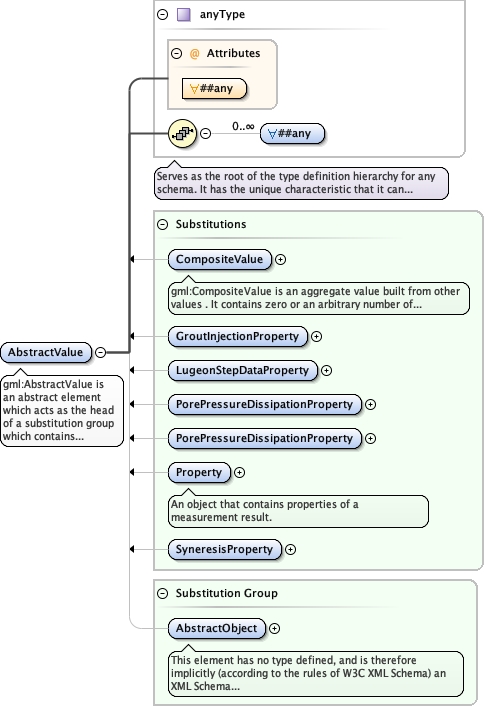 anyType
@ Attributes
∀##any
0..∞
∀##any
Serves as the root of the type definition hierarchy for any
schema. It has the unique characteristic that it can...
Substitutions
CompositeValue
gml:CompositeValue is an aggregate value built from other
values . It contains zero or an arbitrary number of...
GroutInjectionProperty
AbstractValue
gml:AbstractValue is
an abstract element
which acts as the head
of a substitution group
which contains...
LugeonStepDataProperty
PorePressureDissipationProperty
PorePressureDissipationProperty
Property
An object that contains properties of a
measurement result.
SyneresisProperty
Substitution Group
AbstractObject
This element has no type defined, and is therefore
implicitly (according to the rules of W3C XML Schema) an
XML Schema...